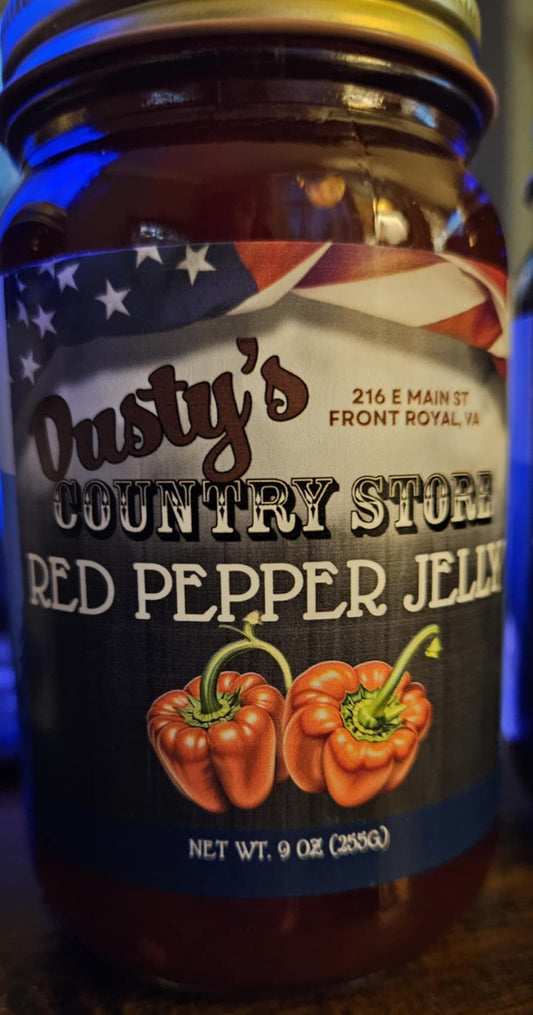 Dusty's
216 E MAIN ST
FRONT ROYAL, VA
COUNTRY STORE
RED PEPPER JELLY
NET WT. 9 OZ (255G)